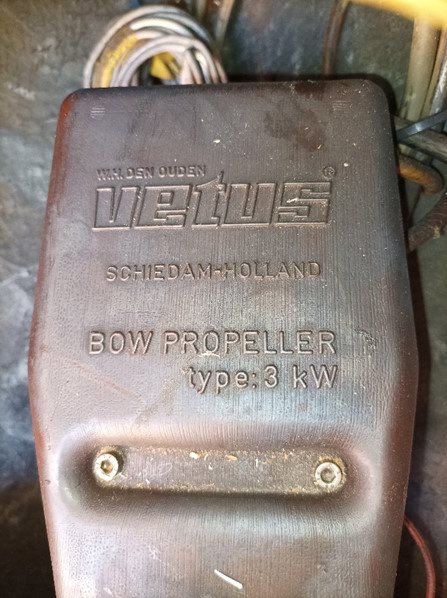 W.H. DEN OUDEN
vetus®
SCHIEDAM-HOLLAND
BOW PROPELLER
type: 3 kW